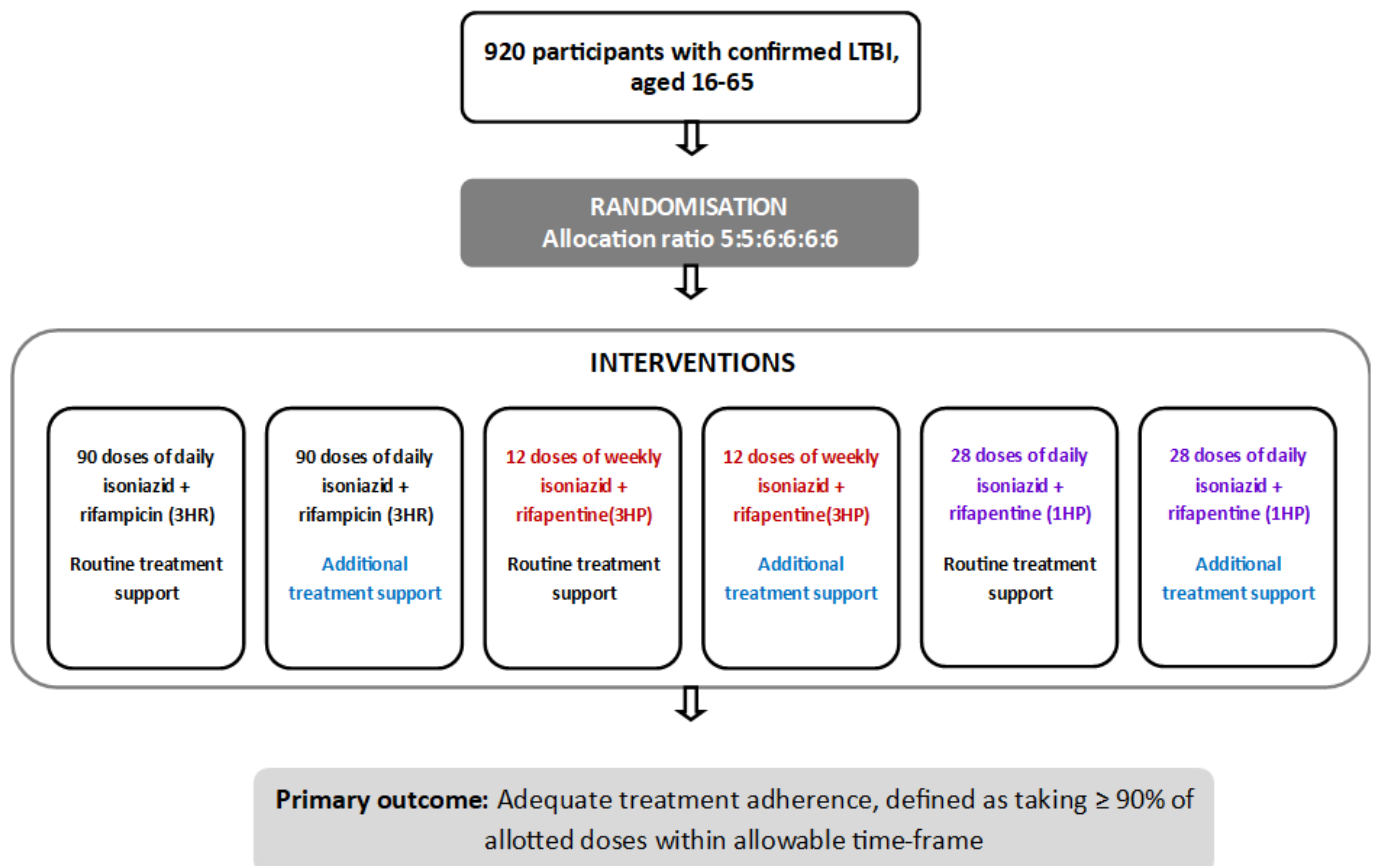 920 participants with confirmed LTBI,
aged 16-65
RANDOMISATION
Allocation ratio 5:5:6:6:6:6
INTERVENTIONS
90 doses of daily
isoniazid +
rifampicin (3HR)
Routine treatment
support
90 doses of daily
isoniazid +
rifampicin (3HR)
Additional
treatment support
12 doses of weekly
isoniazid +
rifapentine(3HP)
Routine treatment
support
12 doses of weekly
isoniazid +
rifapentine(3HP)
Additional
treatment support
28 doses of daily
isoniazid +
rifapentine (1HP)
Routine treatment
support
28 doses of daily
isoniazid +
rifapentine (1HP)
Additional
treatment support
Primary outcome: Adequate treatment adherence, defined as taking ≥ 90% of
allotted doses within allowable time-frame